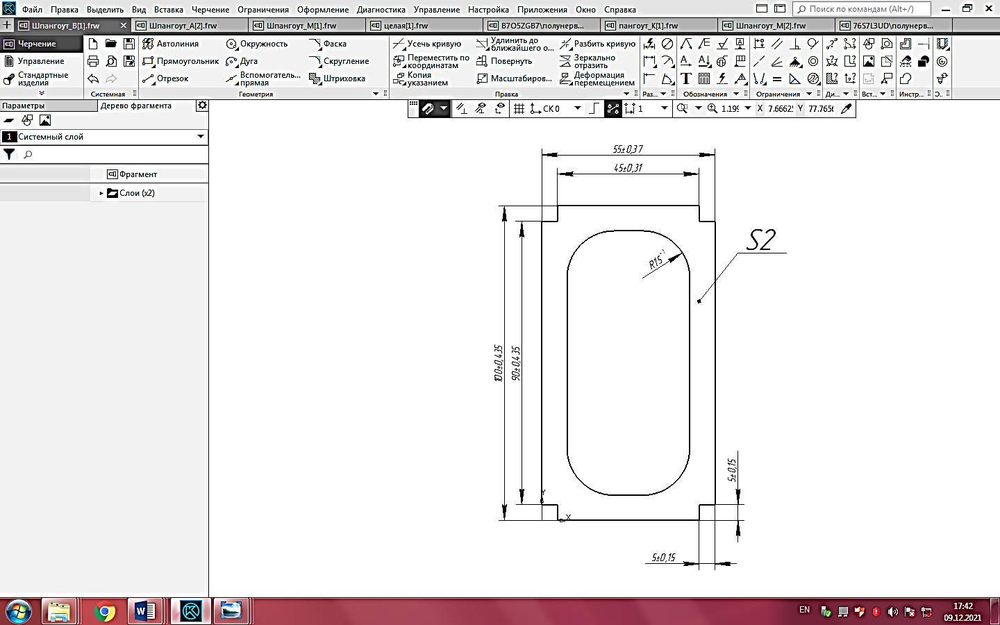 Файл Правка Выделить Вид Вставка Черчение Ограничения Оформление Диагностика Управление Настройка Приложения Окно Справка Поиск по командам (Alt+/)
Шпангоут_В[1].frw Шпангоут_А[2].frw Шпангоут_М[1].frw целая[1].frw B7O5ZGB7\полунерв... пангоут_К[1].frw Шпангоут_М[2].frw 76S7L3UD\полунерв...
Черчение
Управление
Стандартные
изделия
Системная
Автолиния Окружность Фаска
Прямоугольник Дуга Скругление
Отрезок Вспомогатель...
прямая Штриховка
Геометрия
Усечь кривую Удлинить до
ближайшего о... Разбить кривую
Переместить по
координатам Повернуть Зеркально
отразить
Копия
указанием Масштабиров... Деформация
перемещением
Правка
Раз... Обозначения Ограничения Ди... Вст... Инстр...
Параметры Дерево фрагмента
СК 0 1 1.199 X 7.6662 Y 77.765
1 Системный слой
Фрагмент
Слои (x2)
55±0,37
45±0,31
S2
R15
100±0,435
90±0,435
5±0,15
Y
X
5±0,15
EN
17:42
09.12.2021